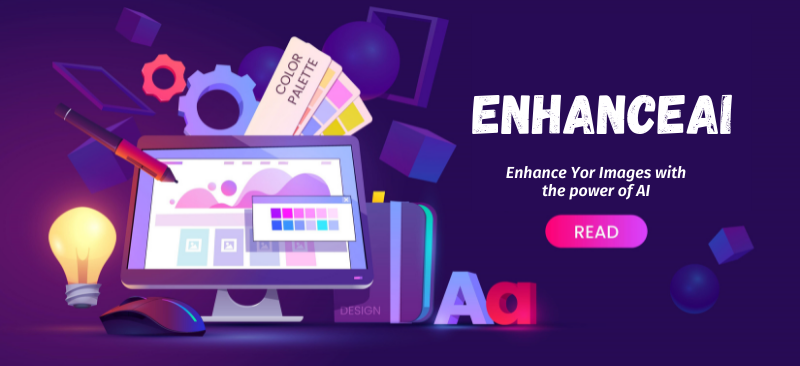 COLOR
PALETTE
ENHANCEAI
Enhance Yor Images with
the power of AI
READ
DESIGN
Aa